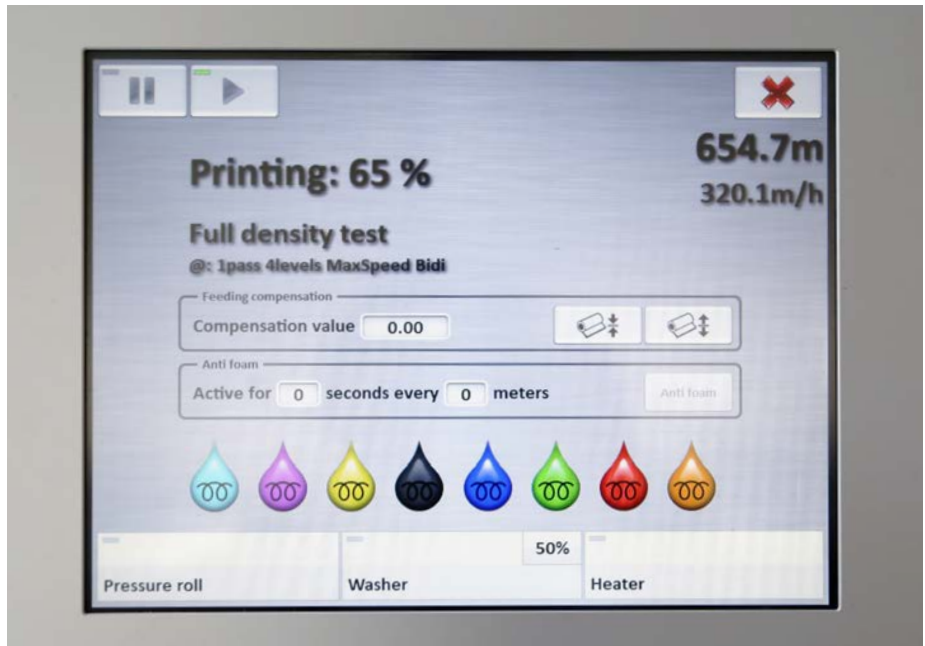 654.7m
Printing: 65 %
320.1m/h
Full density test
@: 1pass 4levels MaxSpeed Bidi
Feeding compensation
Compensation value 0.00
Anti foam
Active for 0 seconds every 0 meters Anti foam
50%
Pressure roll Washer Heater